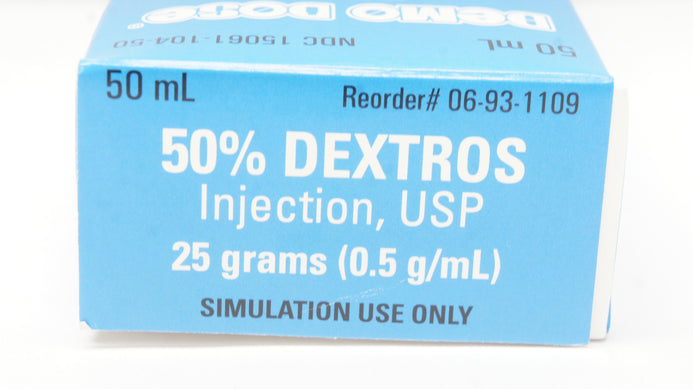 Demo Dose®
NDC 15061-104-50
50 mL
50 mL
Reorder# 06-93-1109
50% DEXTROS
Injection, USP
25 grams (0.5 g/mL)
SIMULATION USE ONLY